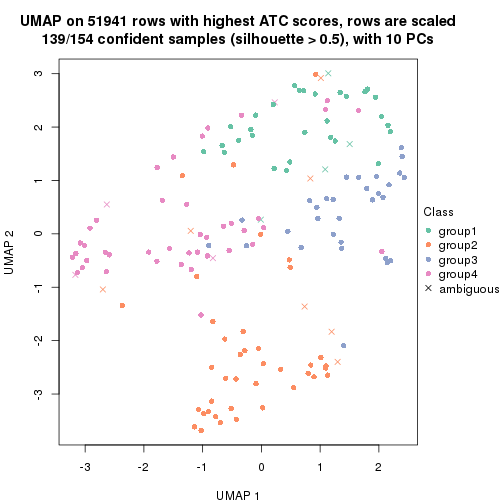 UMAP on 51941 rows with highest ATC scores, rows are scaled
139/154 confident samples (silhouette > 0.5), with 10 PCs
UMAP 2
3
2
1
0
-1
-2
-3
-3
-2
-1
0
1
2
UMAP 1
Class
group1
group2
group3
group4
ambiguous